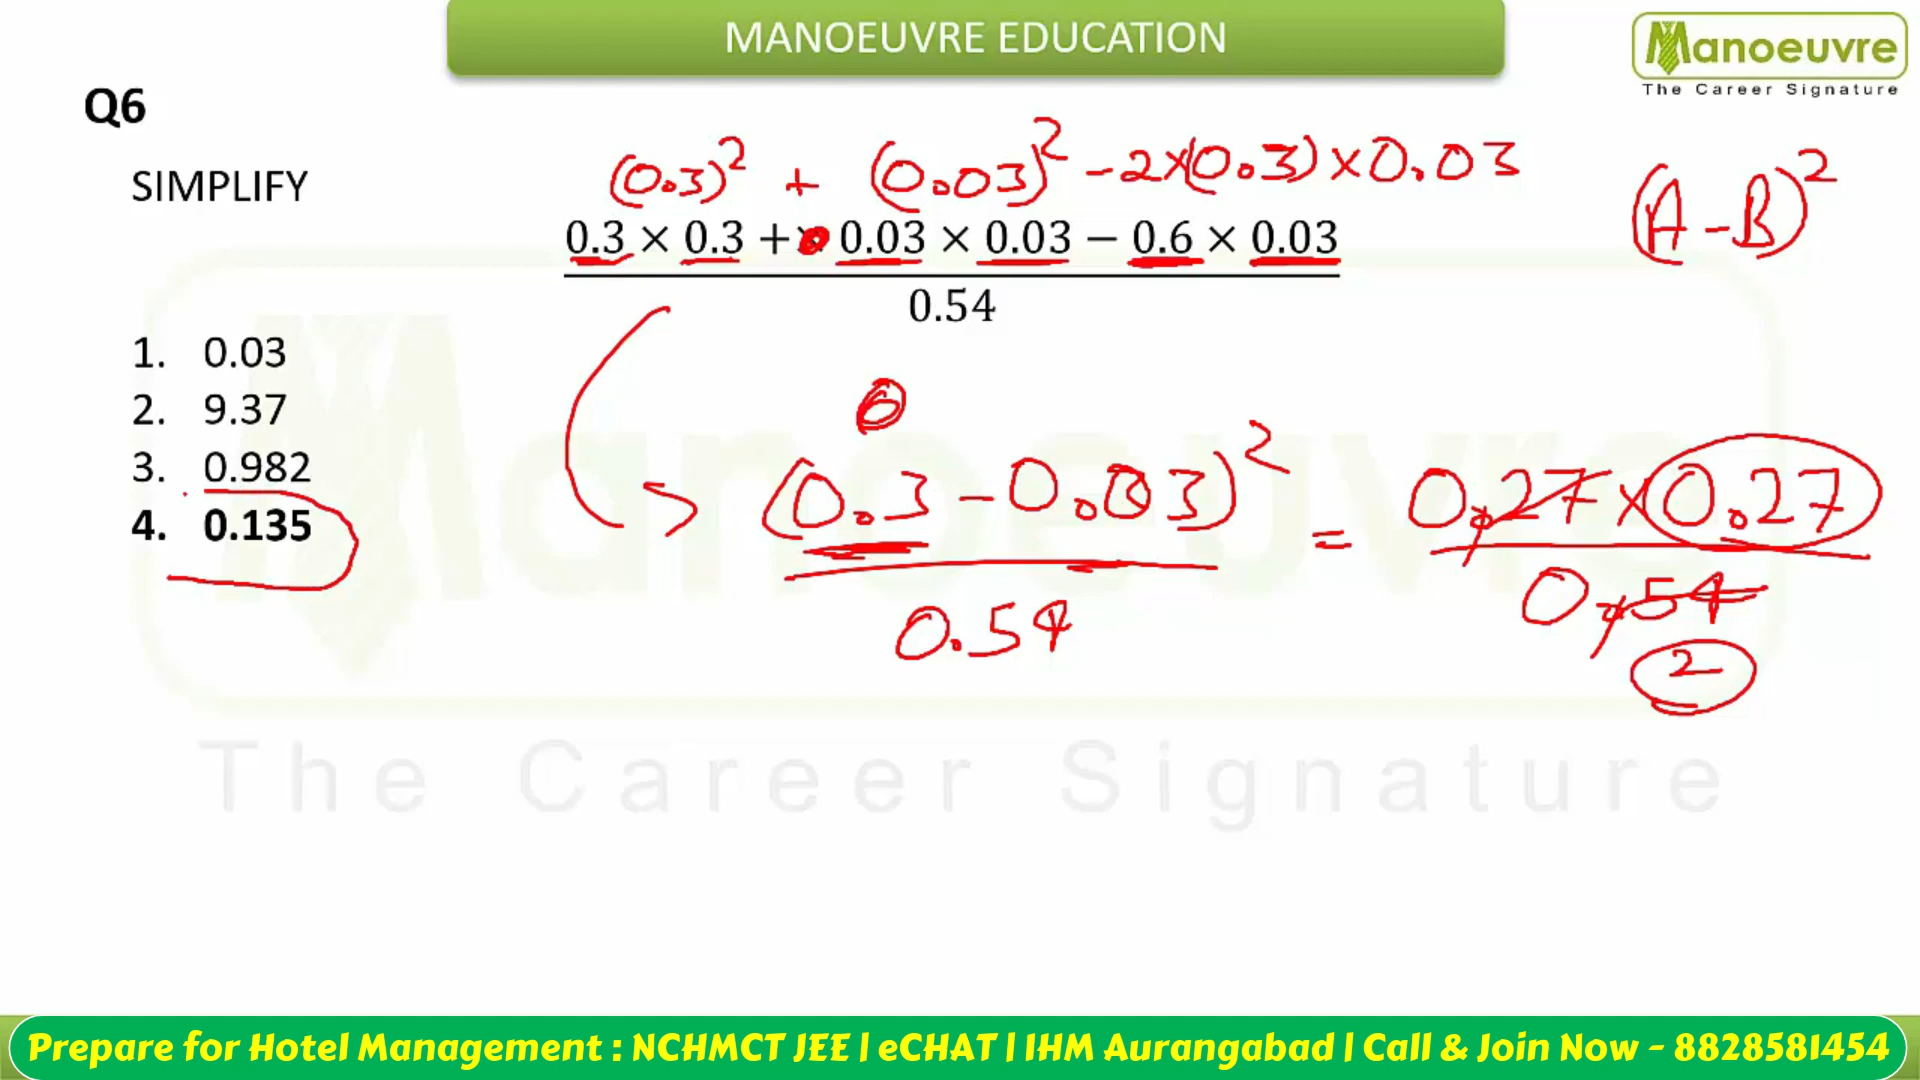 MANOEUVRE EDUCATION
Manoeuvre
The Career Signature
Q6
(0.3)² + (0.03)² - 2×(0.3)×0.03
(A-B)²
SIMPLIFY
0.3 × 0.3 + 0.03 × 0.03 − 0.6 × 0.03
0.54
1. 0.03
2. 9.37
3. 0.982
4. 0.135
(0.3 - 0.03)² = 0.27 × 0.27
0.54 0.54
2
Manoeuvre
The Career Signature
Prepare for Hotel Management : NCHMCT JEE | eCHAT | IHM Aurangabad | Call & Join Now - 8828581454